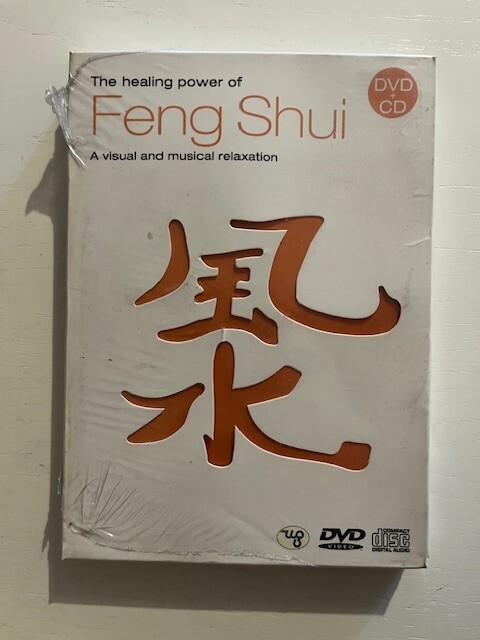 The healing power of
Feng Shui
A visual and musical relaxation
DVD
+
CD
風
水
DVD
VIDEO
COMPACT
disc
DIGITAL AUDIO